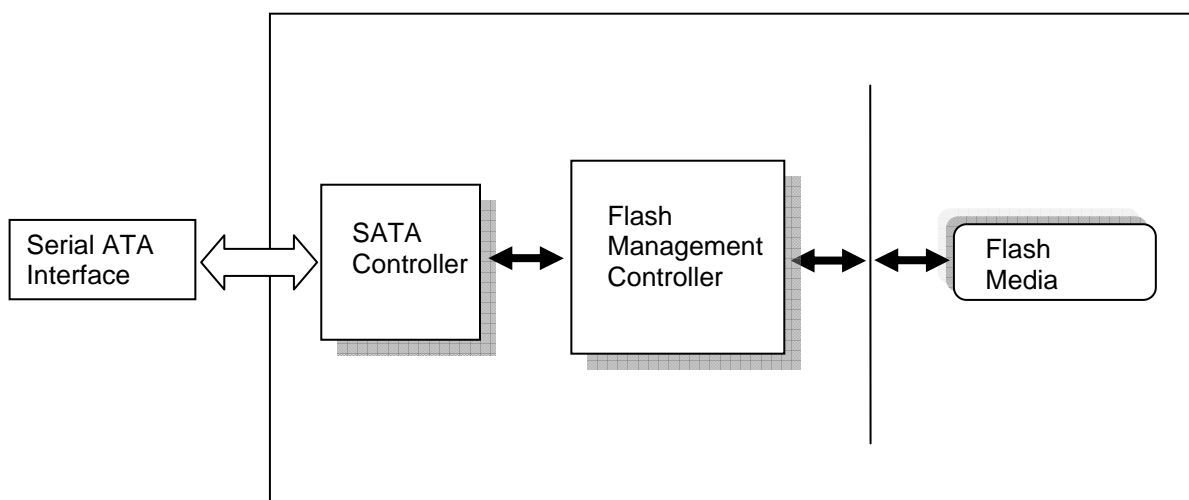 Serial ATA
Interface
SATA
Controller
Flash
Management
Controller
Flash
Media